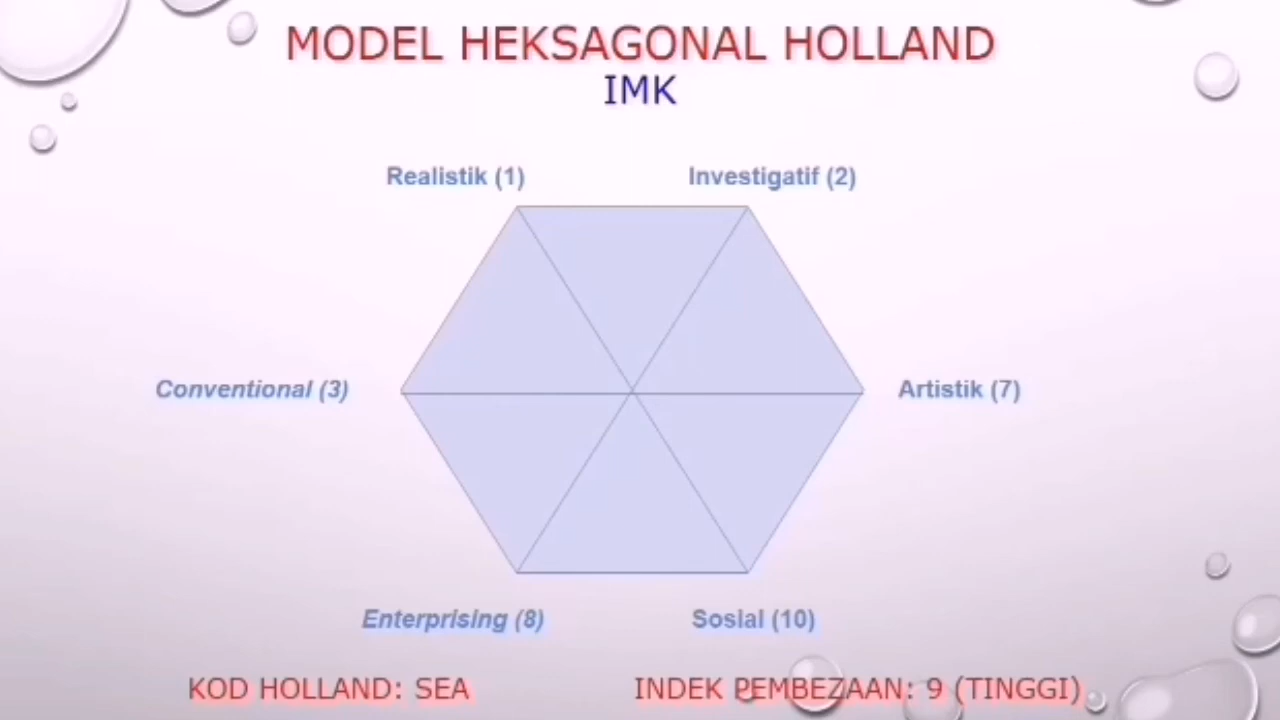 MODEL HEKSAGONAL HOLLAND
IMK
Realistik (1)
Investigatif (2)
Conventional (3)
Artistik (7)
Enterprising (8)
Sosial (10)
KOD HOLLAND: SEA
INDEK PEMBEZAAN: 9 (TINGGI)